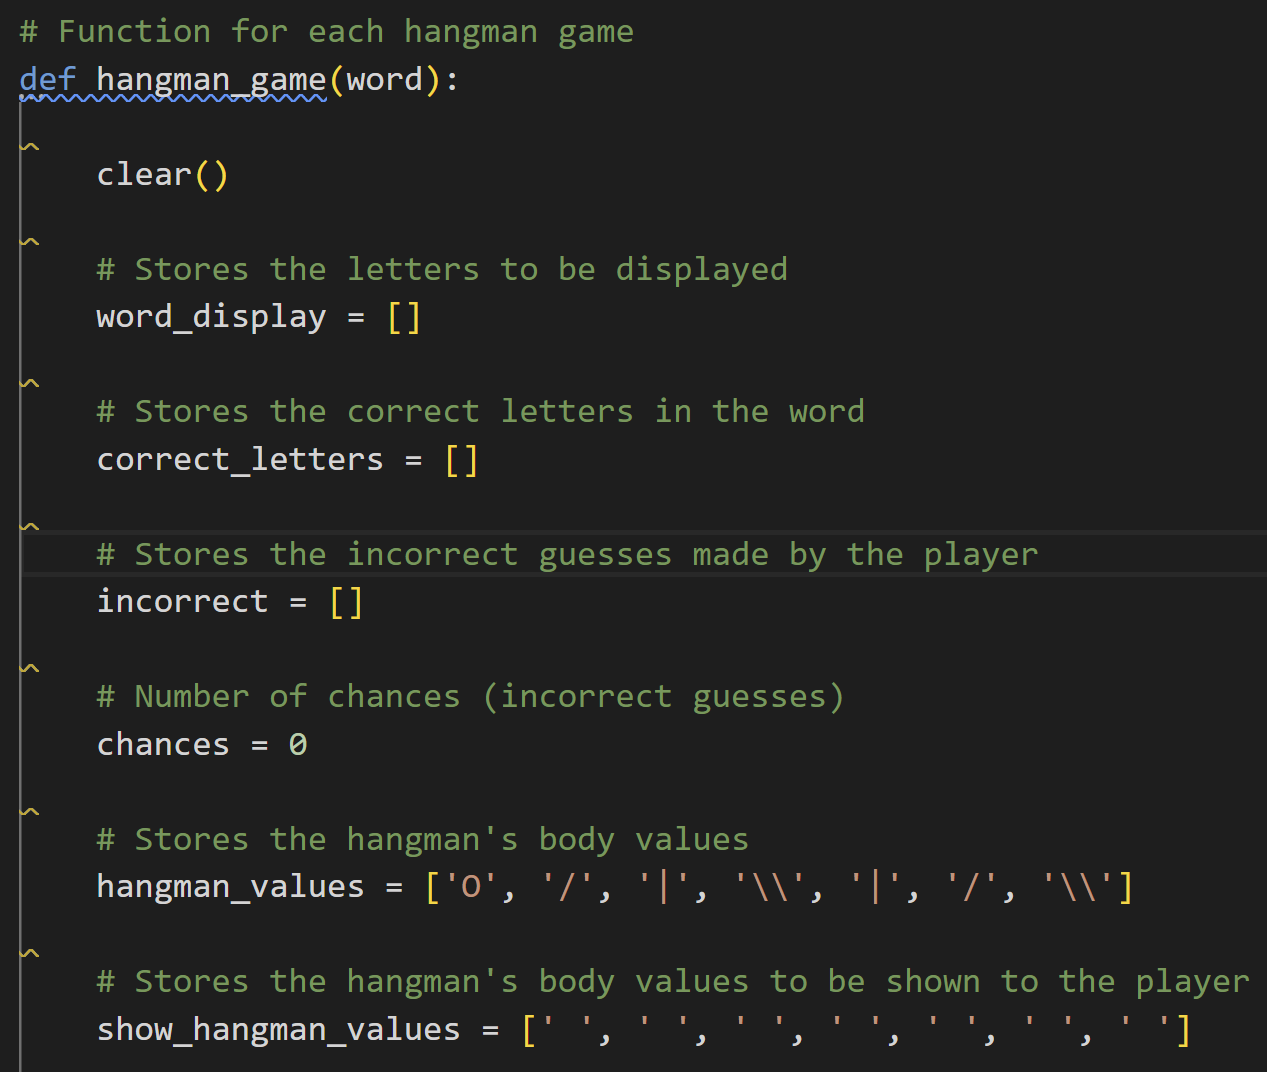 # Function for each hangman game
def hangman_game(word):
clear()
# Stores the letters to be displayed
word_display = []
# Stores the correct letters in the word
correct_letters = []
# Stores the incorrect guesses made by the player
incorrect = []
# Number of chances (incorrect guesses)
chances = 0
# Stores the hangman's body values
hangman_values = ['O', '/', '|', '\\', '|', '/', '\\']
# Stores the hangman's body values to be shown to the player
show_hangman_values = [' ', ' ', ' ', ' ', ' ', ' ', ' ']